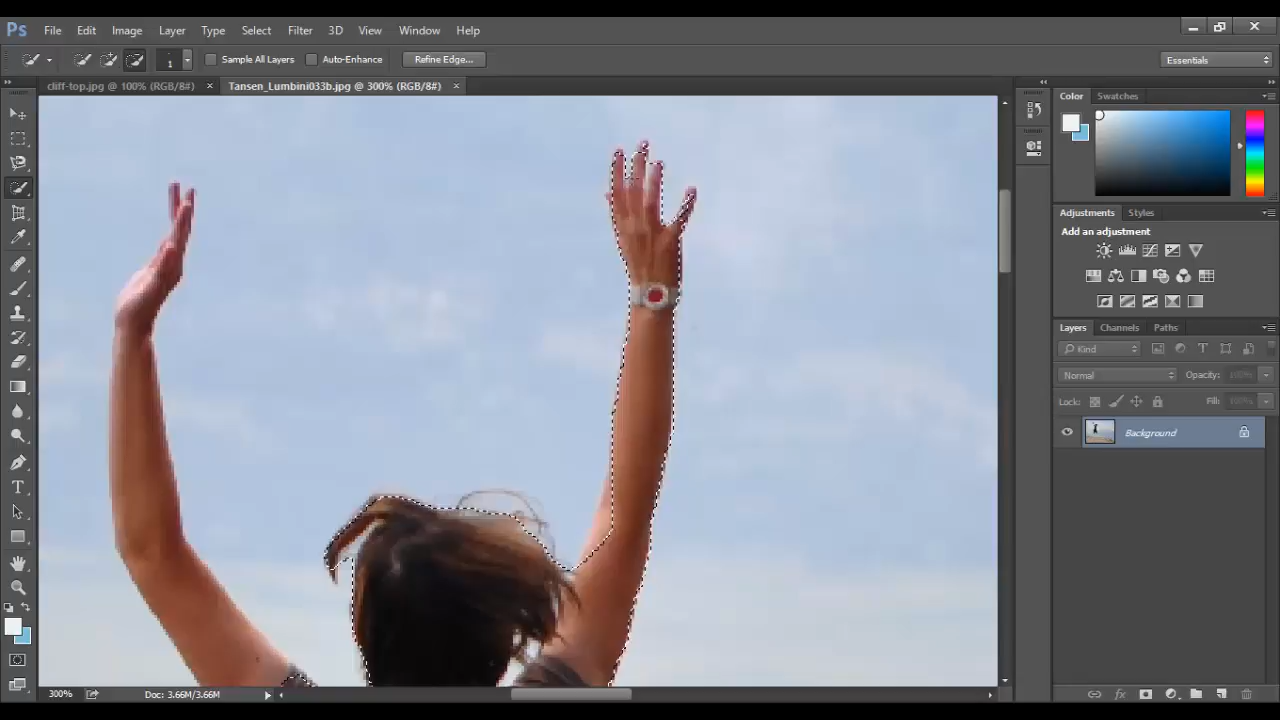 Ps File Edit Image Layer Type Select Filter 3D View Window Help
1 Sample All Layers Auto-Enhance Refine Edge... Essentials
cliff-top.jpg @ 100% (RGB/8#) × Tansen_Lumbini033b.jpg @ 300% (RGB/8#) ×
Color Swatches
Adjustments Styles
Add an adjustment
Layers Channels Paths
Kind
Normal Opacity: 100%
Lock: Fill: 100%
Background
300% Doc: 3.66M/3.66M